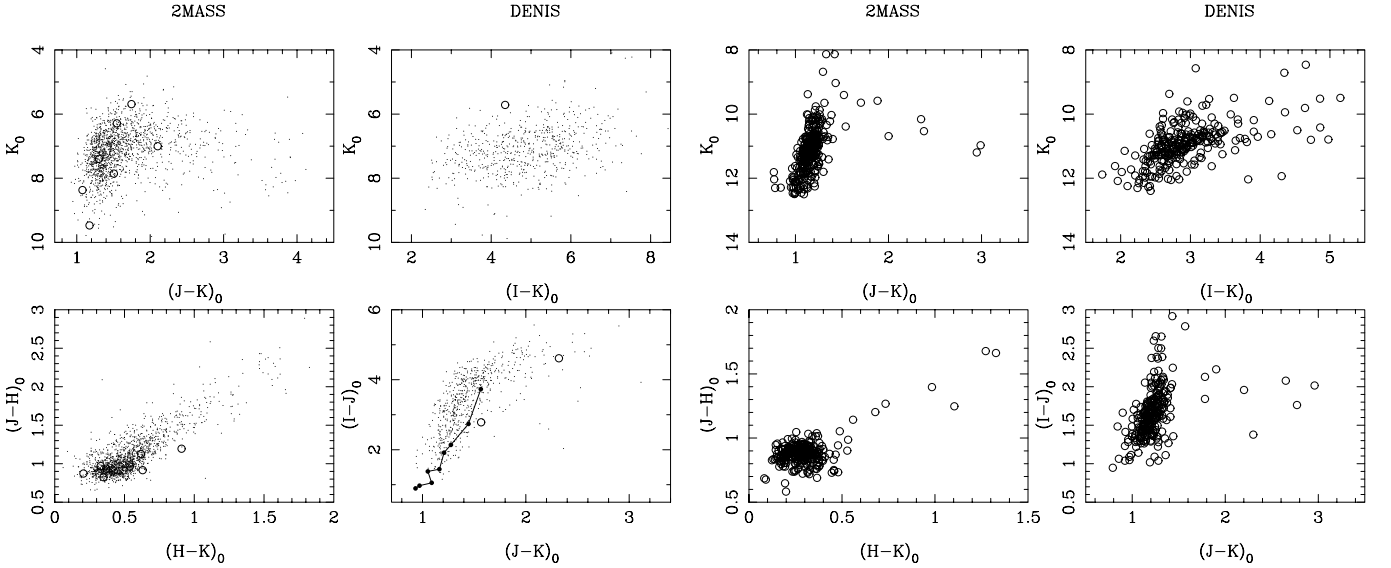 2MASS DENIS 2MASS DENIS
4 4 8 8
6 6 10 10
K0 K0 K0 K0
8 8 12 12
10 10 14 14
1 2 3 4 2 4 6 8 1 2 3 2 3 4 5
(J−K)0 (I−K)0 (J−K)0 (I−K)0
3 6 2 3
2.5 2.5
2 4 1.5 2
(J−H)0 (I−J)0 (J−H)0 (I−J)0
1.5 1.5
1 2 1 1
0.5 0.5 0.5
0 0.5 1 1.5 2 1 2 3 0 0.5 1 1.5 1 2 3
(H−K)0 (J−K)0 (H−K)0 (J−K)0